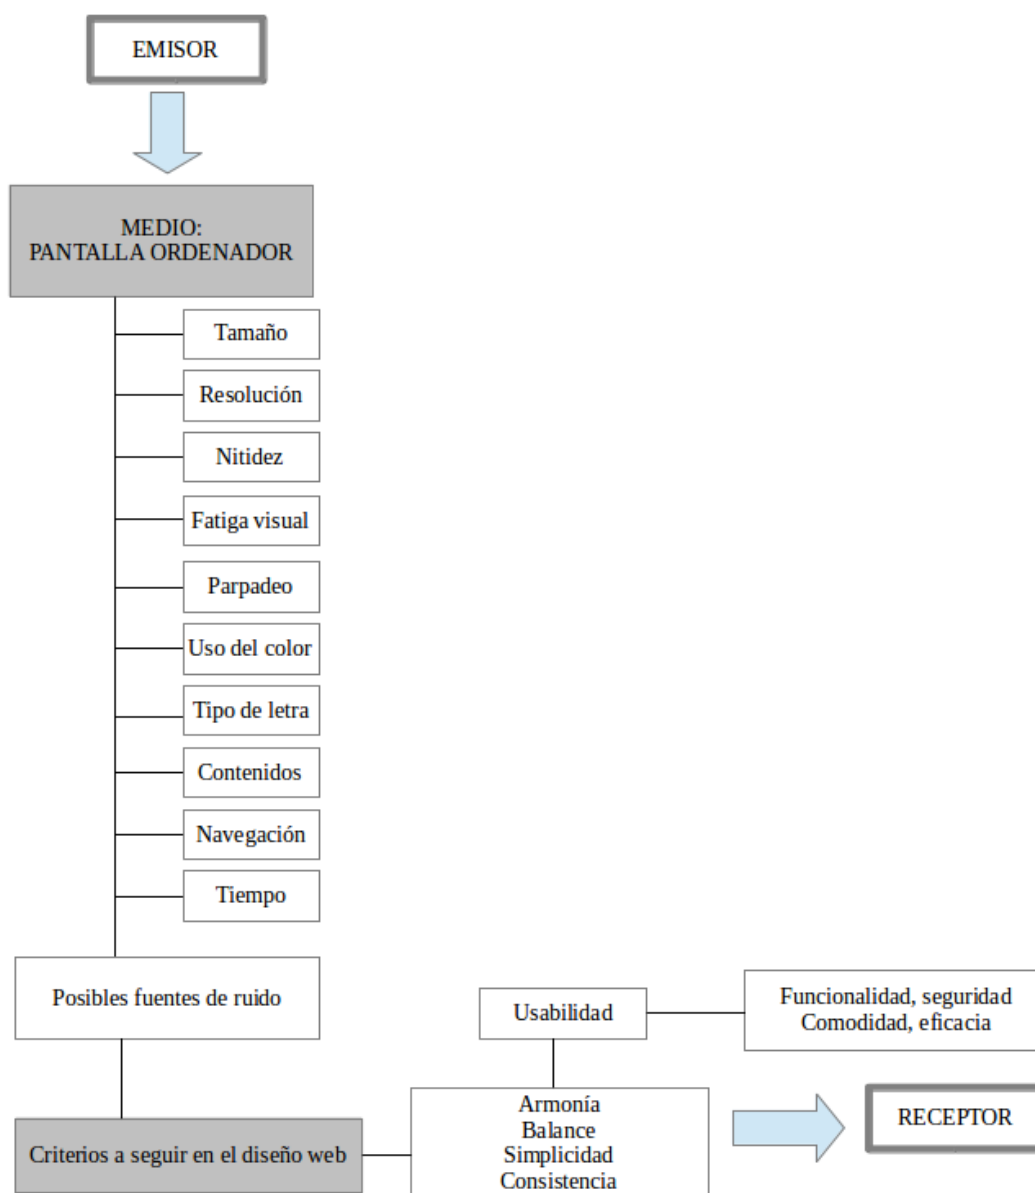 EMISOR
MEDIO:
PANTALLA ORDENADOR
Tamaño
Resolución
Nitidez
Fatiga visual
Parpadeo
Uso del color
Tipo de letra
Contenidos
Navegación
Tiempo
Posibles fuentes de ruido
Criterios a seguir en el diseño web
Usabilidad
Funcionalidad, seguridad
Comodidad, eficacia
Armonía
Balance
Simplicidad
Consistencia
RECEPTOR